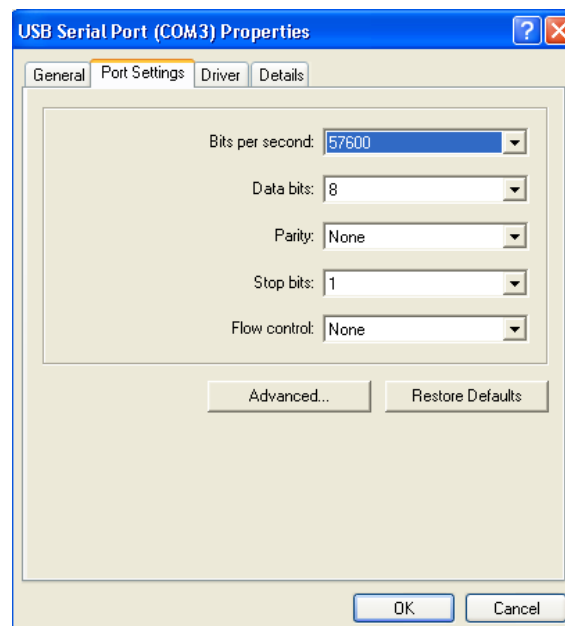 USB Serial Port (COM3) Properties
General Port Settings Driver Details
Bits per second: 57600
Data bits: 8
Parity: None
Stop bits: 1
Flow control: None
Advanced... Restore Defaults
OK Cancel